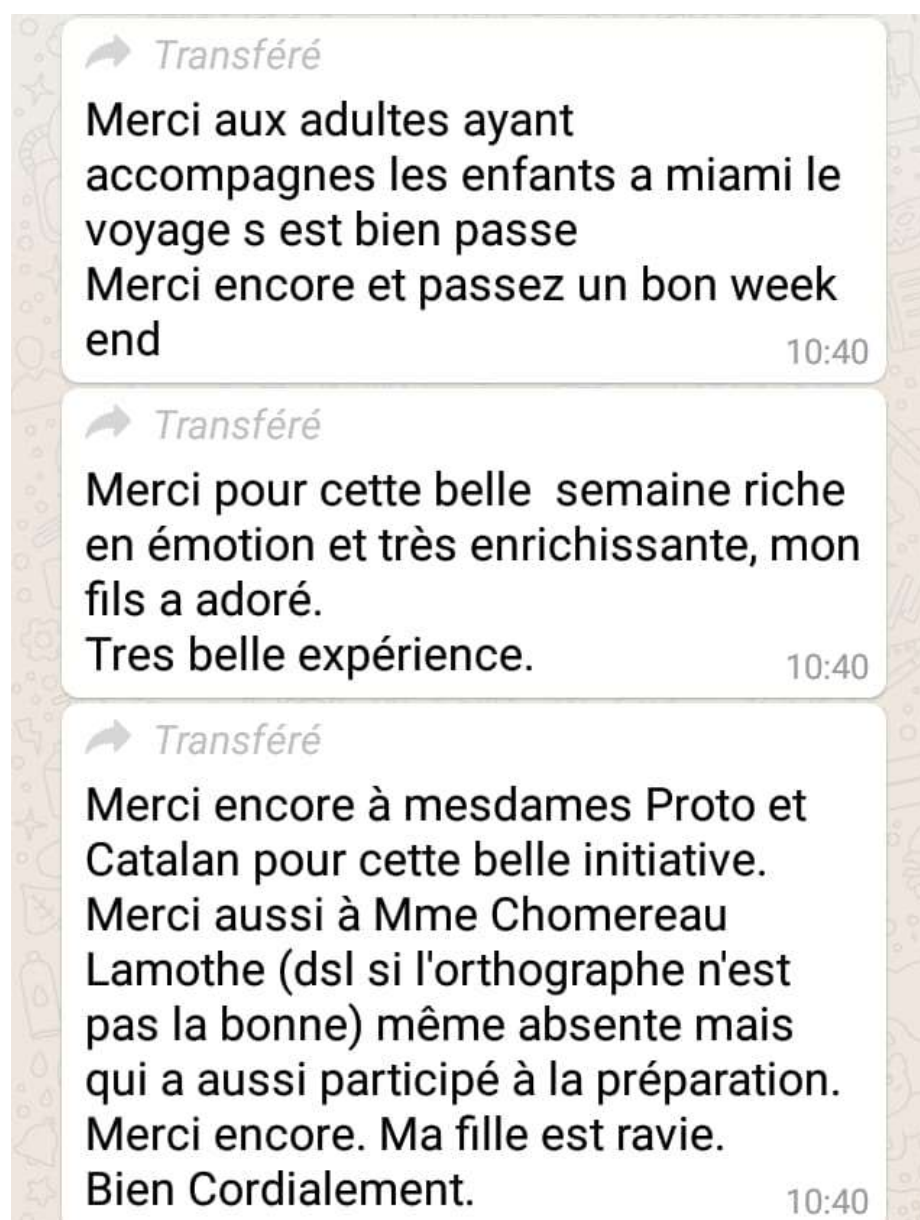 Transféré
Merci aux adultes ayant
accompagnes les enfants a miami le
voyage s est bien passe
Merci encore et passez un bon week
end
10:40
Transféré
Merci pour cette belle  semaine riche
en émotion et très enrichissante, mon
fils a adoré.
Tres belle expérience.
10:40
Transféré
Merci encore à mesdames Proto et
Catalan pour cette belle initiative.
Merci aussi à Mme Chomereau
Lamothe (dsl si l'orthographe n'est
pas la bonne) même absente mais
qui a aussi participé à la préparation.
Merci encore. Ma fille est ravie.
Bien Cordialement.
10:40